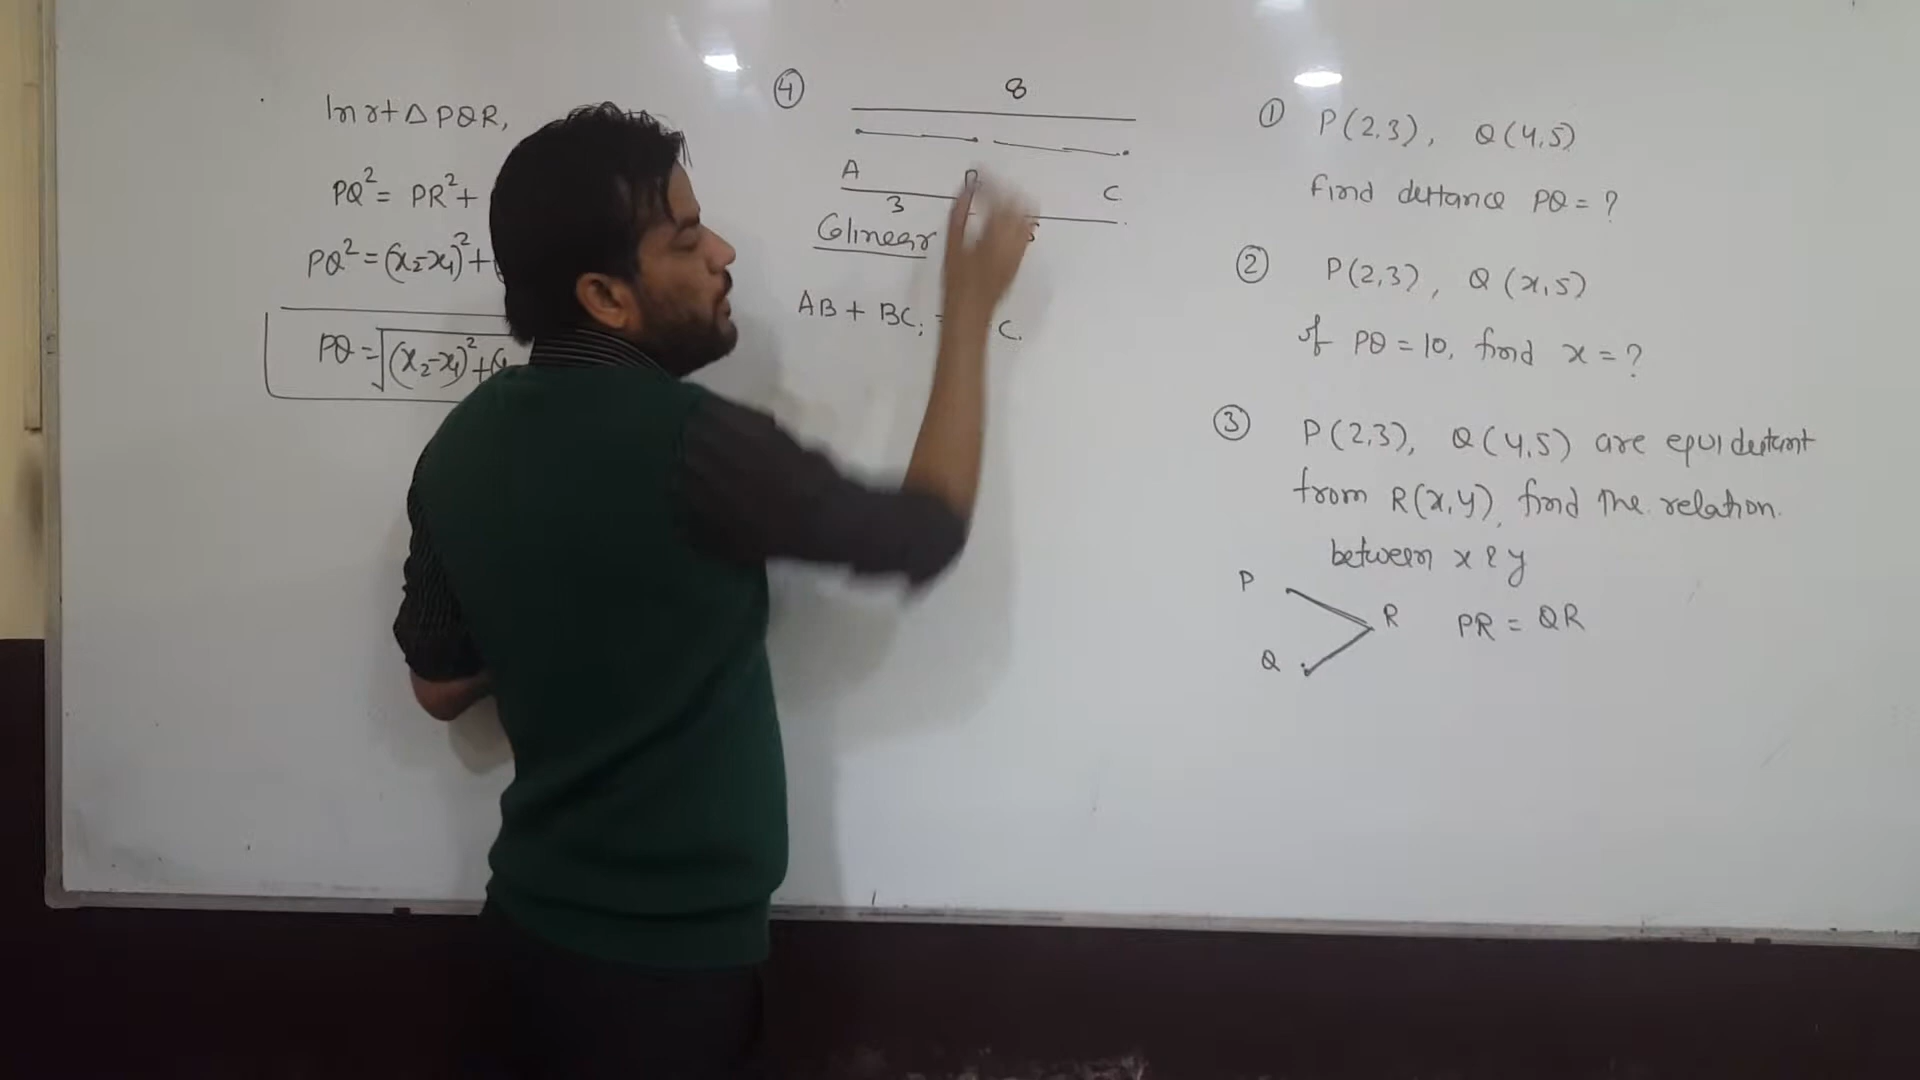 In rt △ PQR,
PQ² = PR² +
PQ² = (x₂-x₁)² +
PQ = √(x₂-x₁)² + (
④
8
A B C
3 5
Colinear
AB + BC = C.
① P(2,3), Q(4,5)
find distance PQ = ?
② P(2,3), Q(x,5)
if PQ = 10, find x = ?
③ P(2,3), Q(4,5) are equidistant
from R(x,y), find the relation.
between x & y
P
R PR = QR
Q